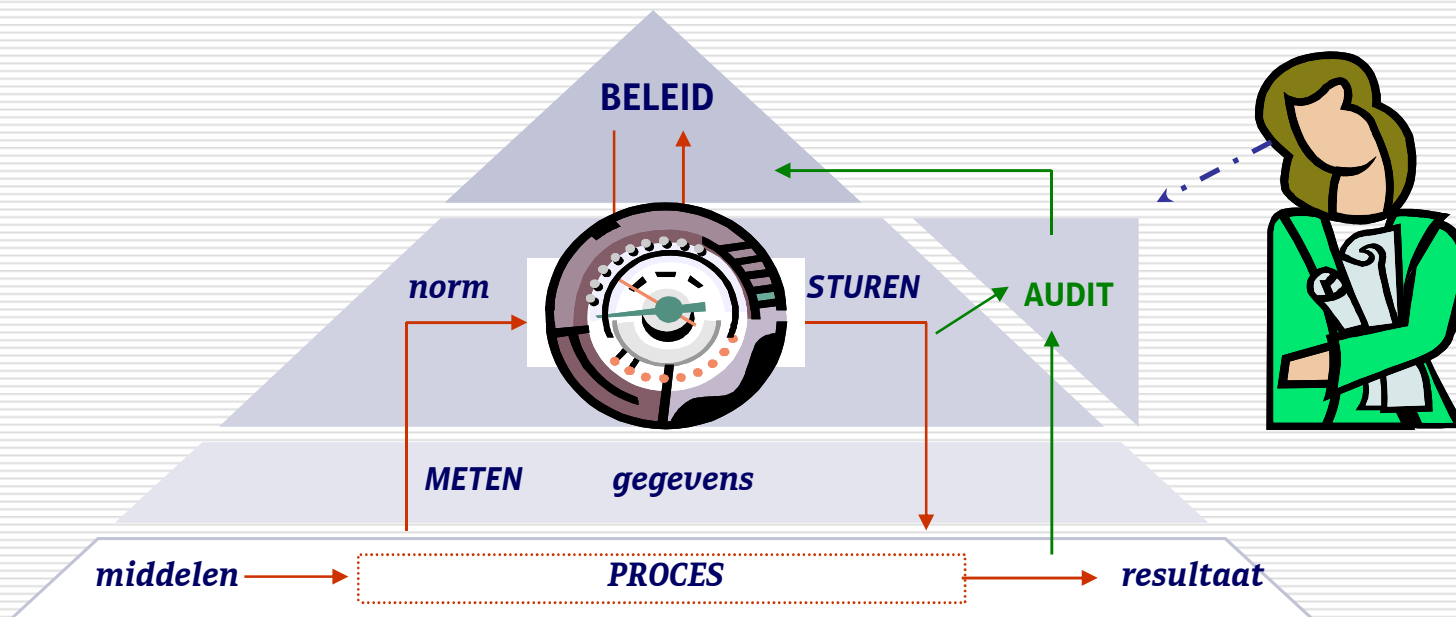 BELEID
norm
STUREN
AUDIT
METEN
gegevens
middelen
PROCES
resultaat